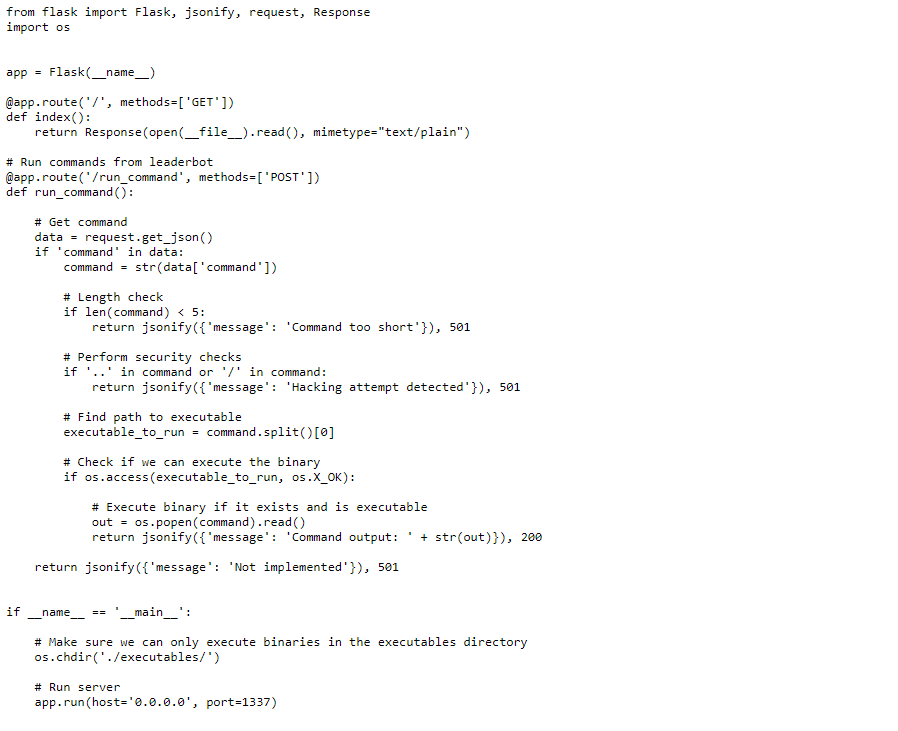 from flask import Flask, jsonify, request, Response
import os
app = Flask(__name__)
@app.route('/', methods=['GET'])
def index():
    return Response(open(__file__).read(), mimetype="text/plain")
# Run commands from leaderbot
@app.route('/run_command', methods=['POST'])
def run_command():
    # Get command
    data = request.get_json()
    if 'command' in data:
        command = str(data['command'])
        # Length check
        if len(command) < 5:
            return jsonify({'message': 'Command too short'}), 501
        # Perform security checks
        if '..' in command or '/' in command:
            return jsonify({'message': 'Hacking attempt detected'}), 501
        # Find path to executable
        executable_to_run = command.split()[0]
        # Check if we can execute the binary
        if os.access(executable_to_run, os.X_OK):
            # Execute binary if it exists and is executable
            out = os.popen(command).read()
            return jsonify({'message': 'Command output: ' + str(out)}), 200
    return jsonify({'message': 'Not implemented'}), 501
if __name__ == '__main__':
    # Make sure we can only execute binaries in the executables directory
    os.chdir('./executables/')
    # Run server
    app.run(host='0.0.0.0', port=1337)